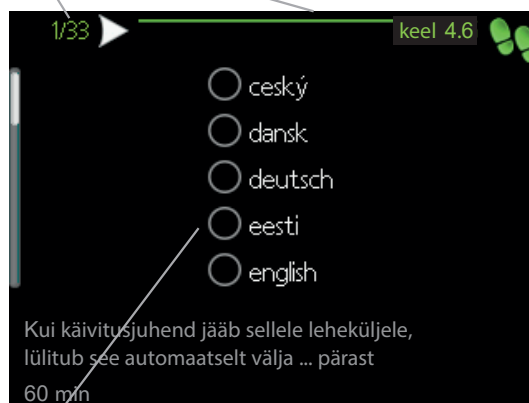 1/33
keel 4.6
ceský
dansk
deutsch
eesti
english
Kui käivitusjuhend jääb sellele leheküljele,
lülitub see automaatselt välja ... pärast
60 min